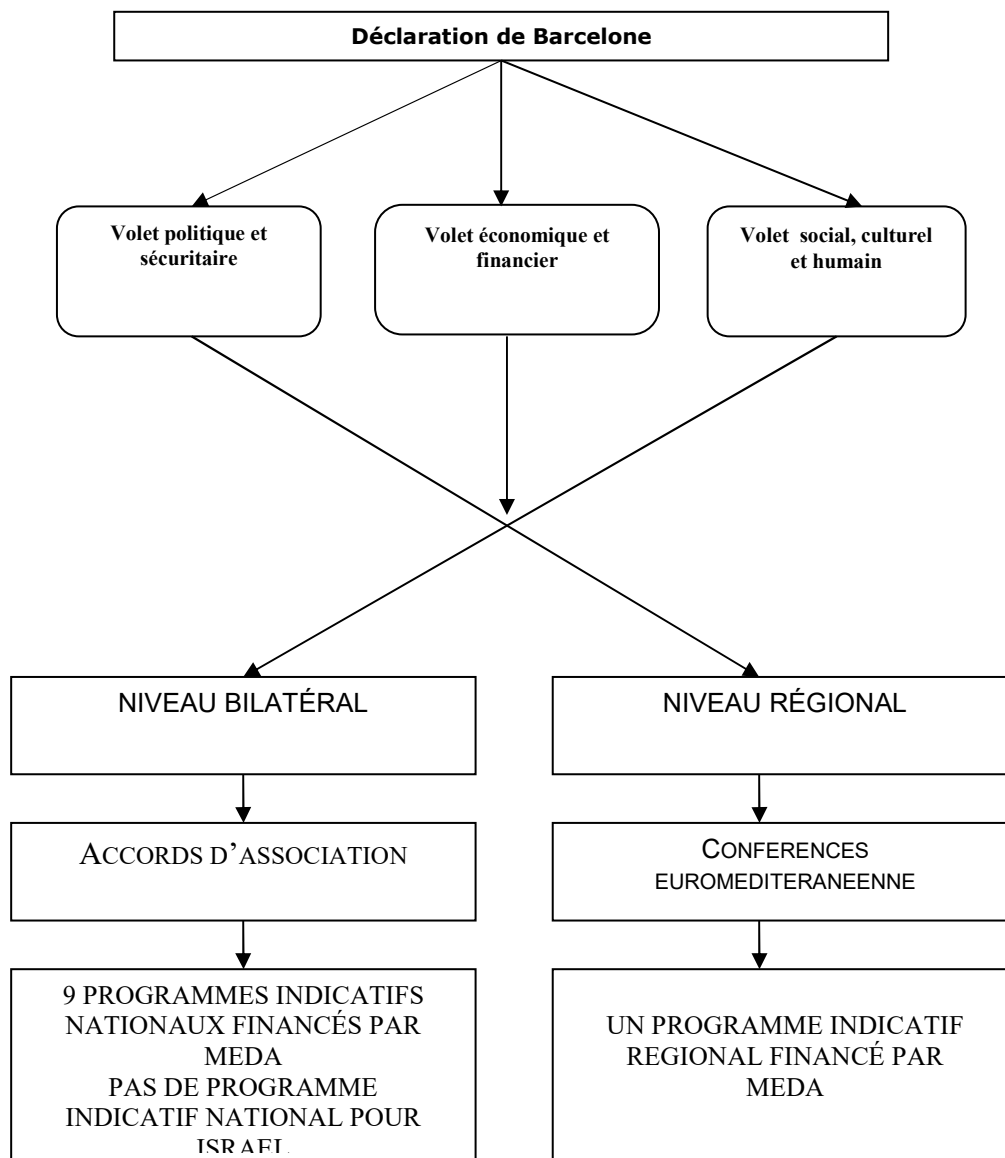 Déclaration de Barcelone
Volet politique et
sécuritaire
Volet économique et
financier
Volet social, culturel
et humain
NIVEAU BILATÉRAL
NIVEAU RÉGIONAL
ACCORDS D’ASSOCIATION
CONFERENCES
EUROMEDITERANEENNE
9 PROGRAMMES INDICATIFS
NATIONAUX FINANCÉS PAR
MEDA
PAS DE PROGRAMME
INDICATIF NATIONAL POUR
ISRAEL
UN PROGRAMME INDICATIF
REGIONAL FINANCÉ PAR
MEDA